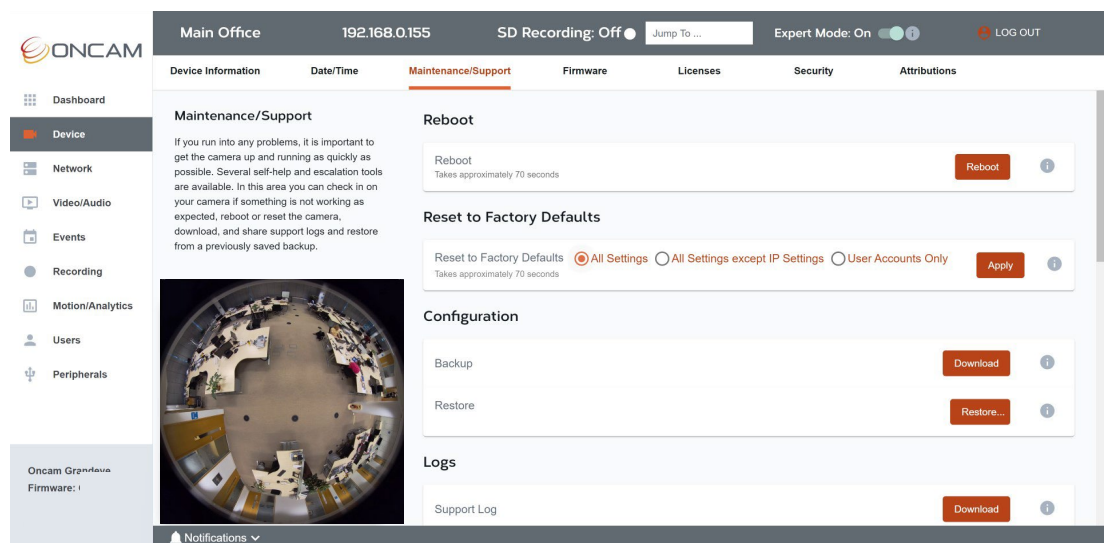 ONCAM
Main Office
192.168.0.155
SD Recording: Off
Jump To ...
Expert Mode: On
LOG OUT
Device Information
Date/Time
Maintenance/Support
Firmware
Licenses
Security
Attributions
Dashboard
Device
Network
Video/Audio
Events
Recording
Motion/Analytics
Users
Peripherals
Oncam
Firmware:
Maintenance/Support
If you run into any problems, it is important to
get the camera up and running as quickly as
possible. Several self-help and escalation tools
are available. In this area you can check in on
your camera if something is not working as
expected, reboot or reset the camera,
download, and share support logs and restore
from a previously saved backup.
Reboot
Reboot
Takes approximately 70 seconds
Reboot
Reset to Factory Defaults
Reset to Factory Defaults
Takes approximately 70 seconds
All Settings
All Settings except IP Settings
User Accounts Only
Apply
Configuration
Backup
Download
Restore
Restore...
Logs
Support Log
Download
Notifications